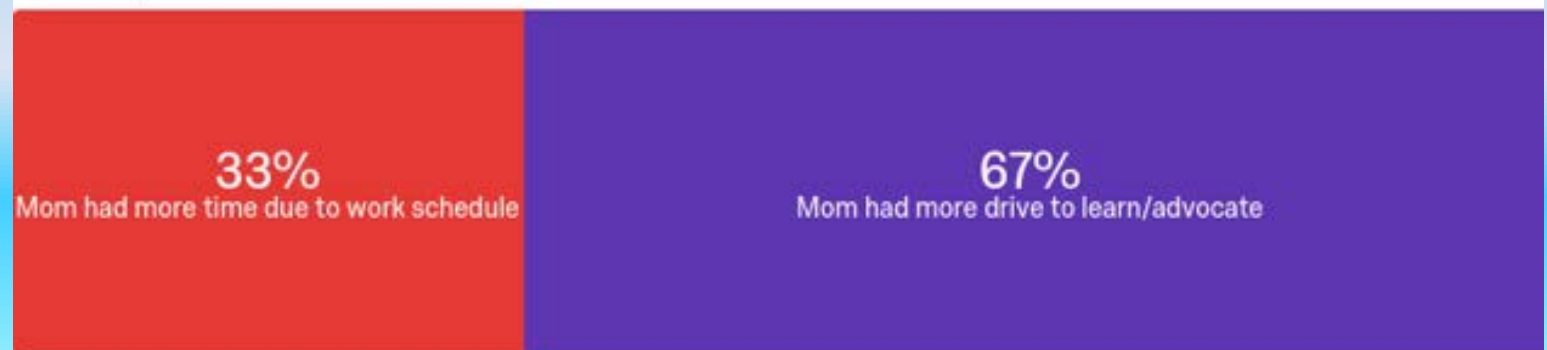 33%
Mom had more time due to work schedule
67%
Mom had more drive to learn/advocate